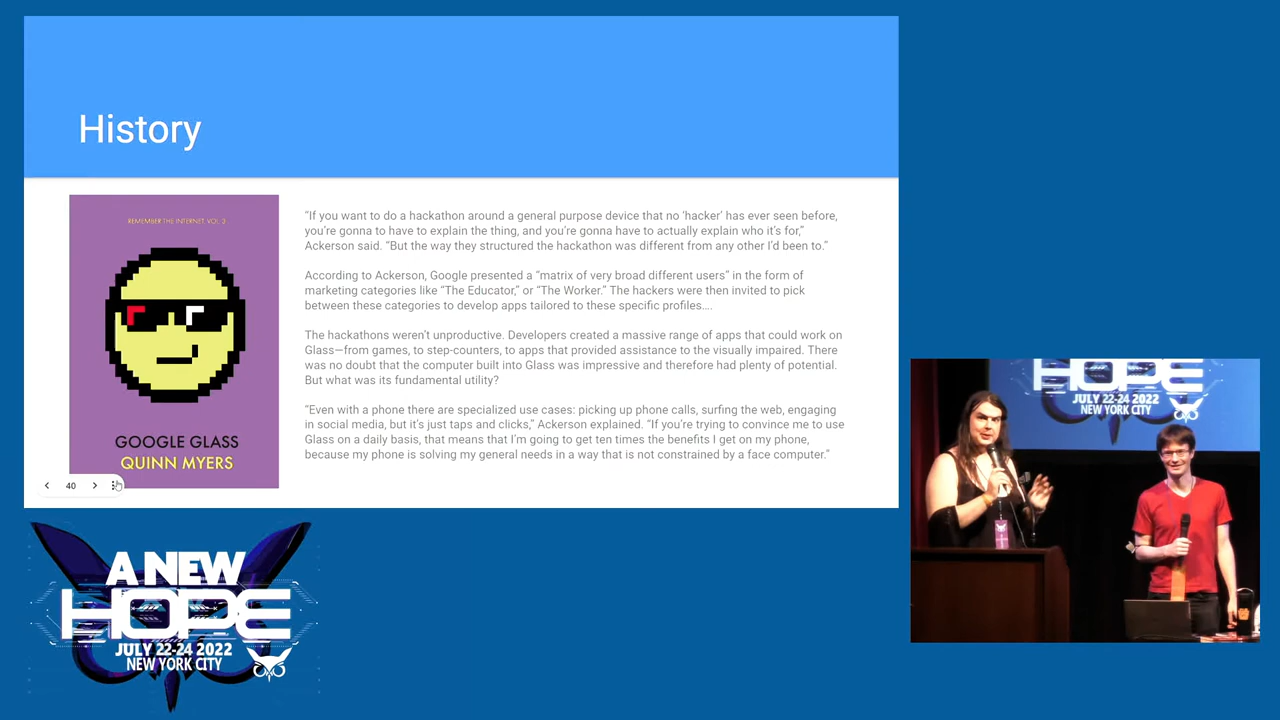 History
REMEMBER THE INTERNET, VOL. 3
GOOGLE GLASS
QUINN MYERS
“If you want to do a hackathon around a general purpose device that no ‘hacker’ has ever seen before,
you’re gonna to have to explain the thing, and you’re gonna have to actually explain who it’s for,”
Ackerson said. “But the way they structured the hackathon was different from any other I’d been to.”
According to Ackerson, Google presented a “matrix of very broad different users” in the form of
marketing categories like “The Educator,” or “The Worker.” The hackers were then invited to pick
between these categories to develop apps tailored to these specific profiles....
The hackathons weren’t unproductive. Developers created a massive range of apps that could work on
Glass—from games, to step-counters, to apps that provided assistance to the visually impaired. There
was no doubt that the computer built into Glass was impressive and therefore had plenty of potential.
But what was its fundamental utility?
“Even with a phone there are specialized use cases: picking up phone calls, surfing the web, engaging
in social media, but it’s just taps and clicks,” Ackerson explained. “If you’re trying to convince me to use
Glass on a daily basis, that means that I’m going to get ten times the benefits I get on my phone,
because my phone is solving my general needs in a way that is not constrained by a face computer.”
40
A NEW
HOPE
JULY 22-24 2022
NEW YORK CITY
HOPE
JULY 22-24 2022
NEW YORK CITY